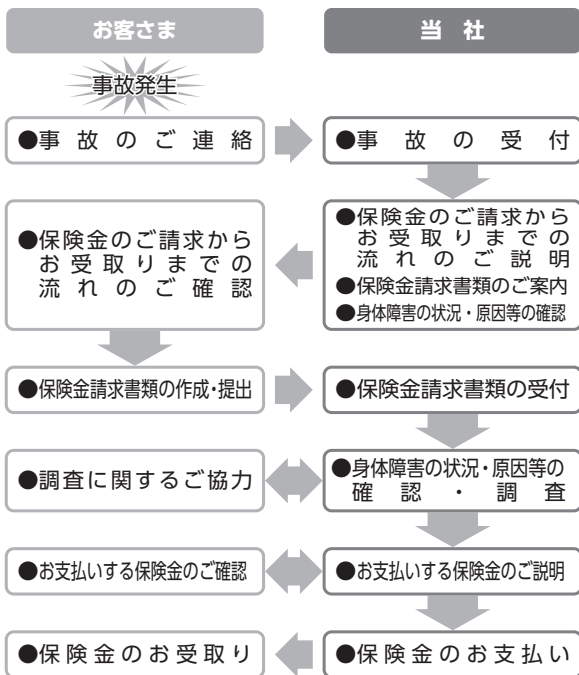 お客さま
当社
事故発生
●事故のご連絡
●事故の受付
●保険金のご請求から
お受取りまでの
流れのご説明
●保険金請求書類のご案内
●身体障害の状況・原因等の確認
●保険金のご請求から
お受取りまでの
流れのご確認
●保険金請求書類の作成・提出
●保険金請求書類の受付
●調査に関するご協力
●身体障害の状況・原因等の
確認・調査
●お支払いする保険金のご確認
●お支払いする保険金のご説明
●保険金のお受取り
●保険金のお支払い